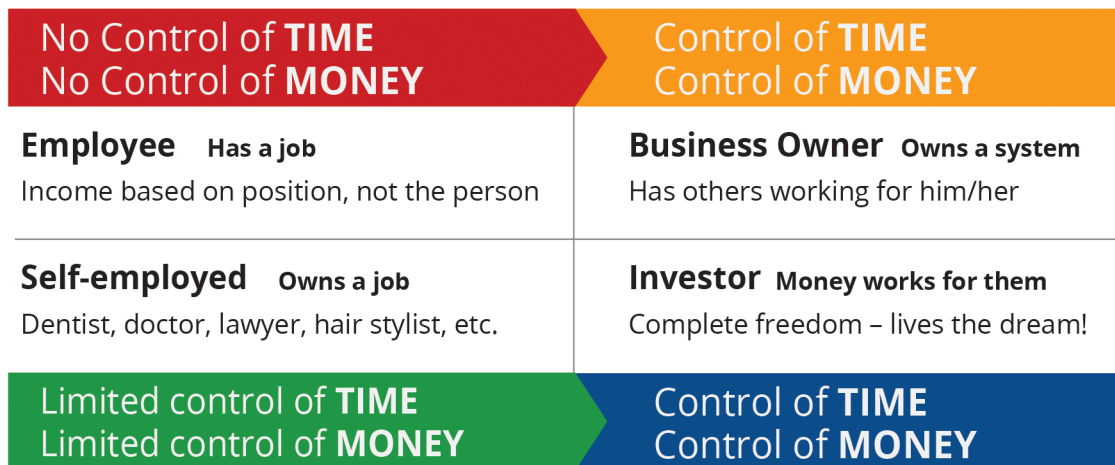 No Control of TIME
No Control of MONEY
Control of TIME
Control of MONEY
Employee Has a job
Income based on position, not the person
Business Owner Owns a system
Has others working for him/her
Self-employed Owns a job
Dentist, doctor, lawyer, hair stylist, etc.
Investor Money works for them
Complete freedom – lives the dream!
Limited control of TIME
Limited control of MONEY
Control of TIME
Control of MONEY